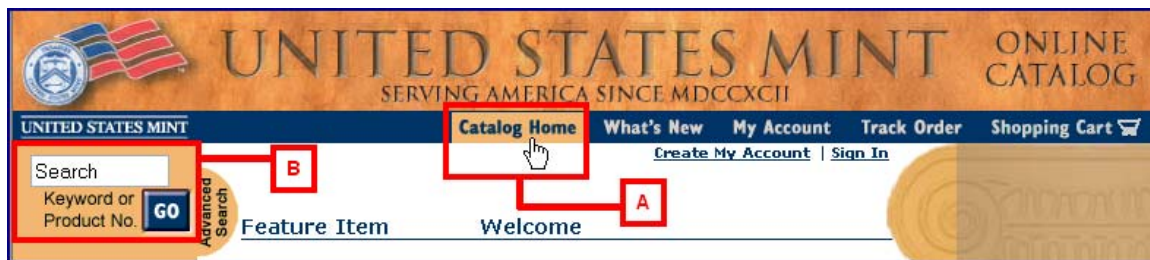 UNITED STATES MINT
SERVING AMERICA SINCE MDCCXCII
ONLINE
CATALOG
UNITED STATES MINT
Catalog Home What's New My Account Track Order Shopping Cart
Create My Account | Sign In
Search
Keyword or
Product No.
GO
Advanced
Search
B
A
Feature Item Welcome